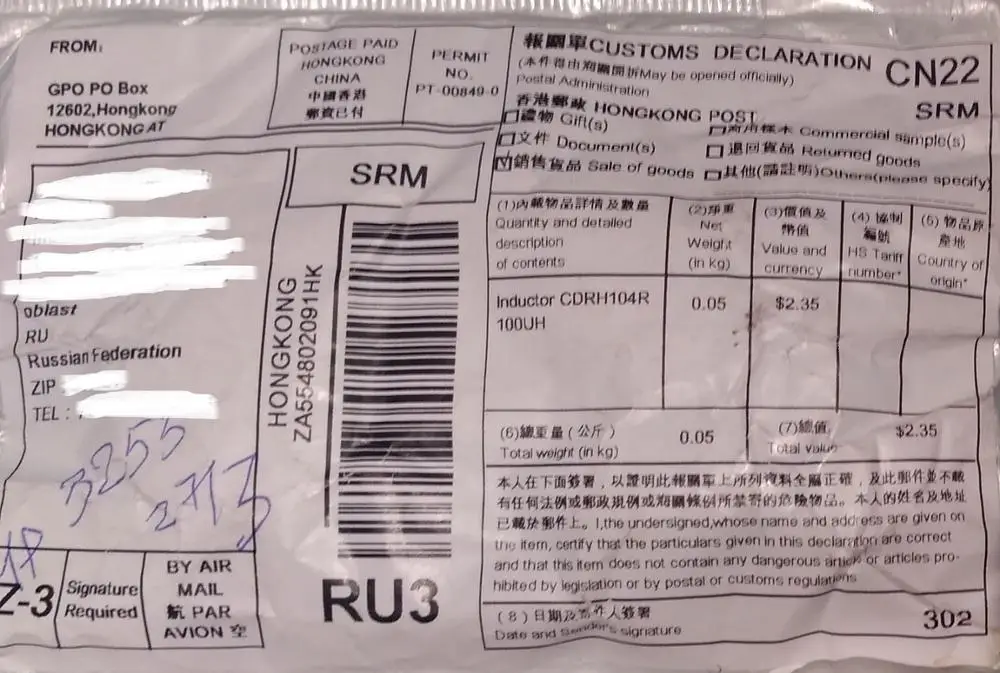 FROM:
GPO PO Box
12602,Hongkong
HONGKONG AT
POSTAGE PAID
HONGKONG
CHINA
中國香港
郵資已付
PERMIT
NO.
PT-00849-0
報關單CUSTOMS DECLARATION
CN22
(本件得由海關開拆May be opened officially)
Postal Administration
SRM
香港郵政 HONGKONG POST
禮物 Gift(s)
商用樣本 Commercial sample(s)
文件 Document(s)
退回貨品 Returned goods
銷售貨品 Sale of goods
其他(請註明)Others(please specify)
oblast
RU
Russian Federation
ZIP
TEL :
3255
2713
Z-3
Signature
Required
BY AIR
MAIL
航 PAR
AVION 空
SRM
HONGKONG
ZA554802091HK
RU3
(1)內載物品詳情及數量
Quantity and detailed
description
of contents
(2)淨重
Net
Weight
(in kg)
(3)價值及
幣值
Value and
currency
(4) 協制
編號
HS Tariff
number*
(5) 物品原
產地
Country of
origin*
Inductor CDRH104R
100UH
0.05
$2.35
(6)總重量 ( 公斤 )
Total weight (in kg)
0.05
(7)總值
Total value
$2.35
本人在下面簽署，以證明此報關單上所列資料全屬正確，及此郵件並不載
有任何法例或郵政規例或海關條例所禁寄的危險物品。本人的姓名及地址
已載於郵件上。I,the undersigned,whose name and address are given on
the item, certify that the particulars given in this declaration are correct
and that this item does not contain any dangerous article or articles pro-
hibited by legislation or by postal or customs regulations
(8) 日期及寄件人簽署
Date and Sender's signature
302